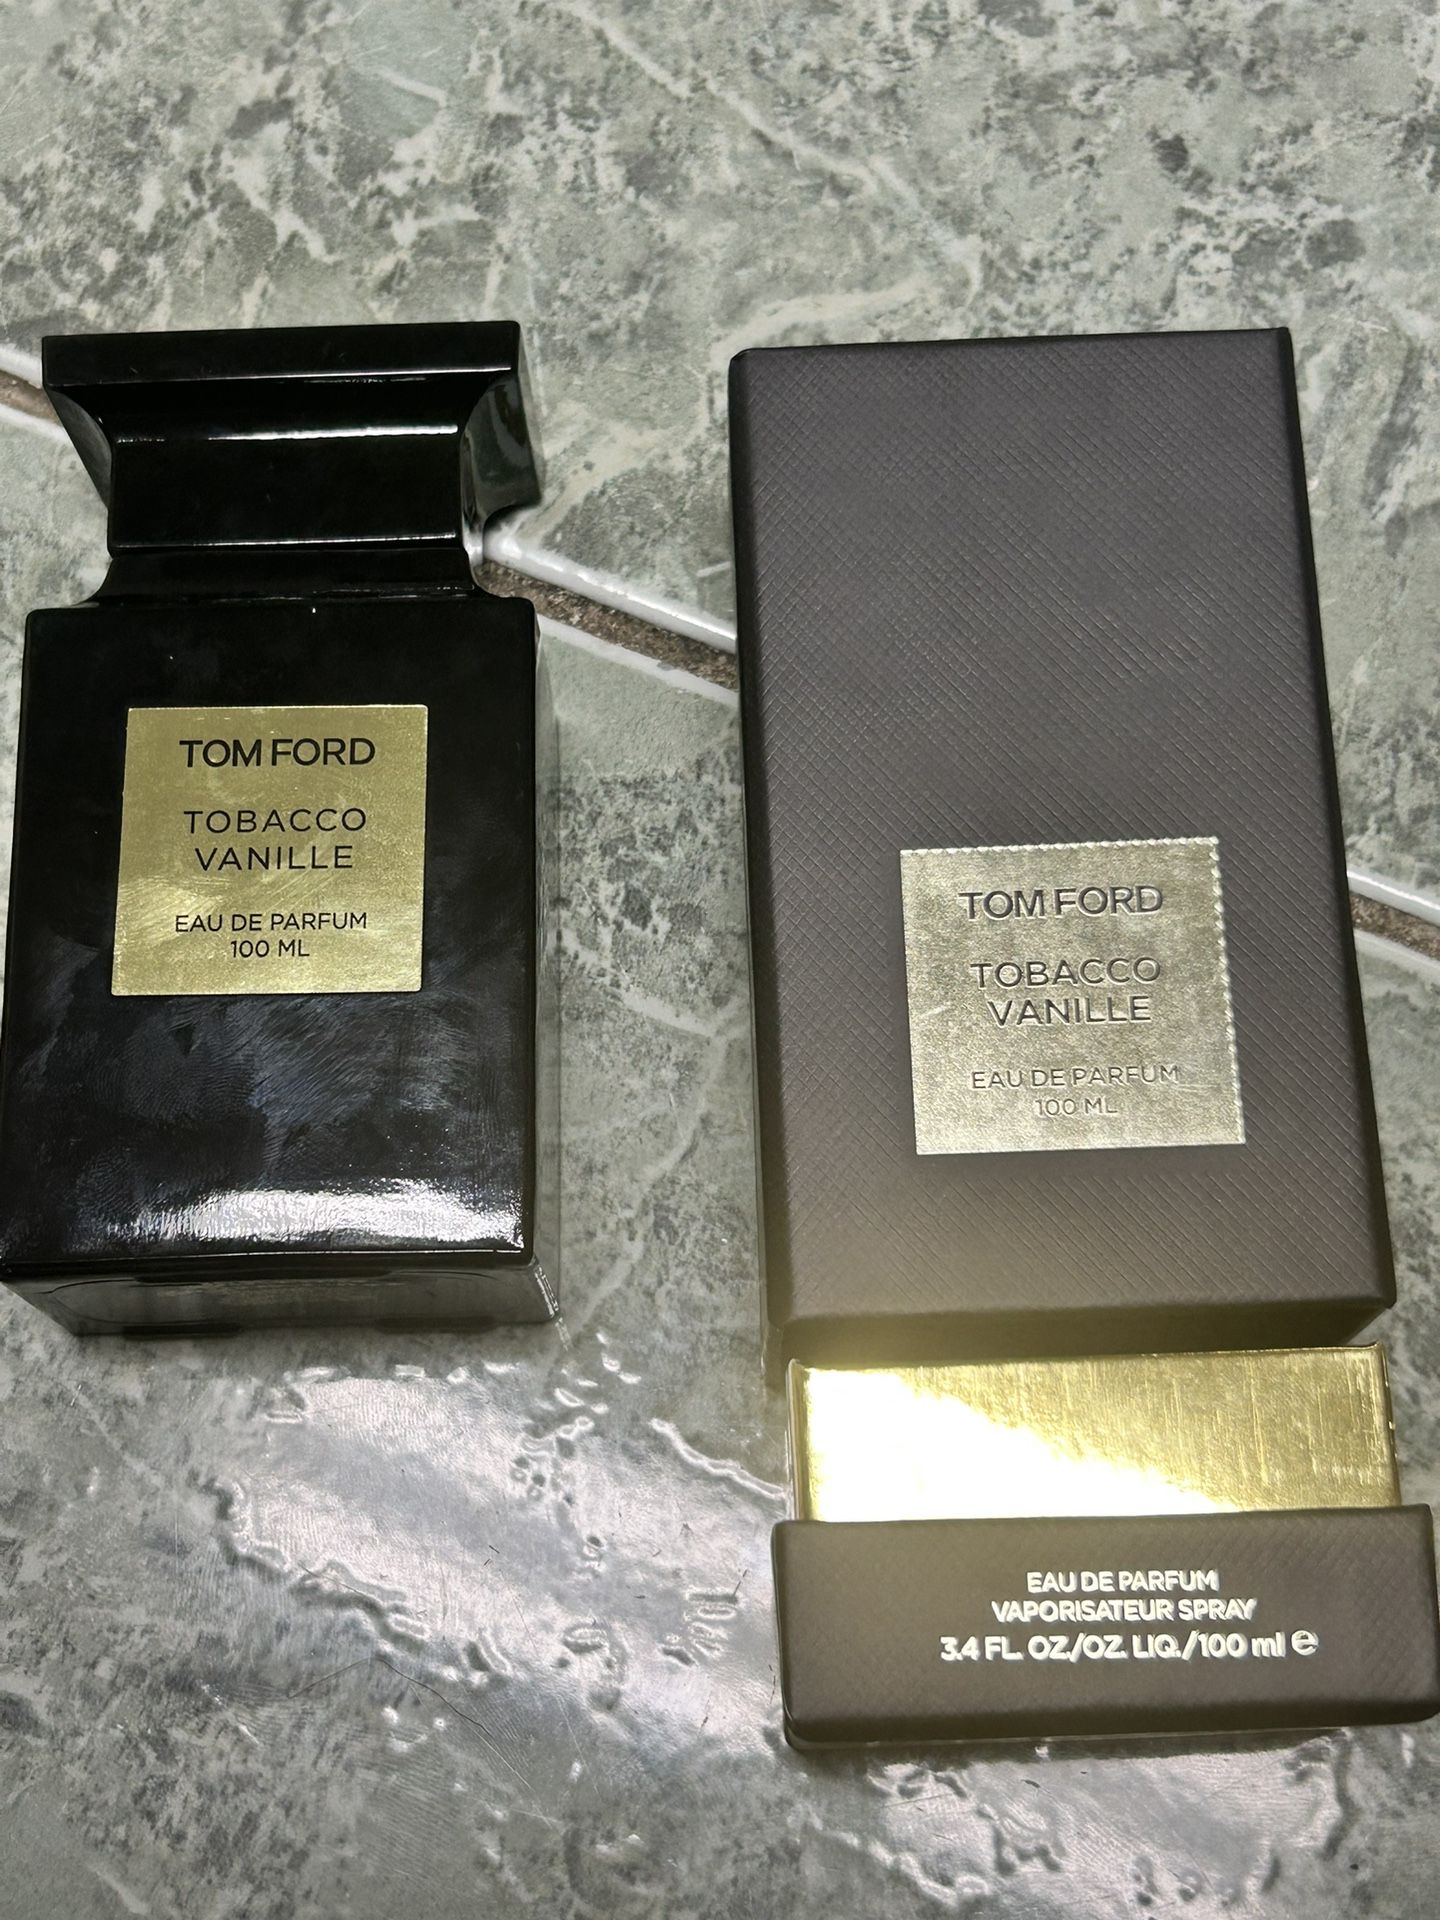 TOM FORD
TOBACCO
VANILLE
EAU DE PARFUM
100 ML
TOM FORD
TOBACCO
VANILLE
EAU DE PARFUM
100 ML
EAU DE PARFUM
VAPORISATEUR SPRAY
3.4 FL. OZ./OZ. LIQ./100 ml ℮